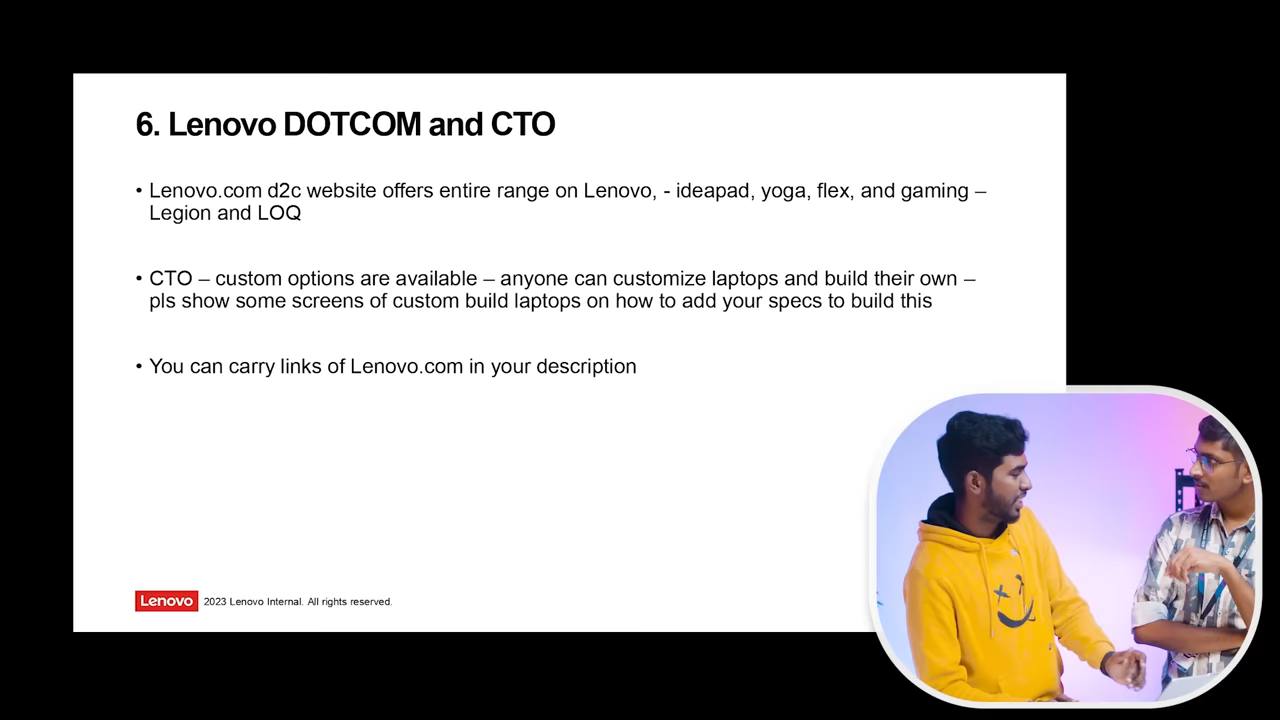 6. Lenovo DOTCOM and CTO
• Lenovo.com d2c website offers entire range on Lenovo, - ideapad, yoga, flex, and gaming –
Legion and LOQ
• CTO – custom options are available – anyone can customize laptops and build their own –
pls show some screens of custom build laptops on how to add your specs to build this
• You can carry links of Lenovo.com in your description
Lenovo 2023 Lenovo Internal. All rights reserved.